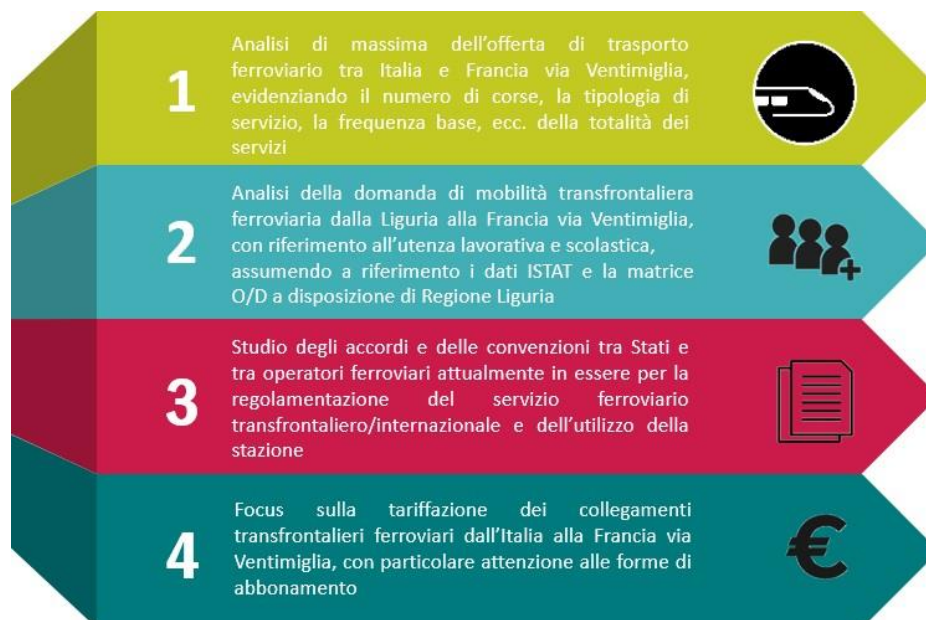 1
Analisi di massima dell'offerta di trasporto
ferroviario tra Italia e Francia via Ventimiglia,
evidenziando il numero di corse, la tipologia di
servizio, la frequenza base, ecc. della totalità dei
servizi
2
Analisi della domanda di mobilità transfrontaliera
ferroviaria dalla Liguria alla Francia via Ventimiglia,
con riferimento all'utenza lavorativa e scolastica,
assumendo a riferimento i dati ISTAT e la matrice
O/D a disposizione di Regione Liguria
3
Studio degli accordi e delle convenzioni tra Stati e
tra operatori ferroviari attualmente in essere per la
regolamentazione del servizio ferroviario
transfrontaliero/internazionale e dell'utilizzo della
stazione
4
Focus sulla tariffazione dei collegamenti
transfrontalieri ferroviari dall'Italia alla Francia via
Ventimiglia, con particolare attenzione alle forme di
abbonamento
€